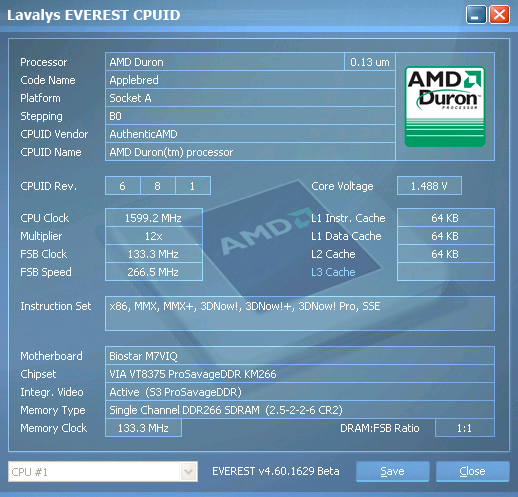 Lavalys EVEREST CPUID
Processor AMD Duron 0.13 um
Code Name Applebred
Platform Socket A
Stepping B0
CPUID Vendor AuthenticAMD
CPUID Name AMD Duron(tm) processor
AMD
Duron
PROCESSOR
CPUID Rev. 6 8 1 Core Voltage 1.488 V
CPU Clock 1599.2 MHz L1 Instr. Cache 64 KB
Multiplier 12x L1 Data Cache 64 KB
FSB Clock 133.3 MHz L2 Cache 64 KB
FSB Speed 266.5 MHz L3 Cache
AMD
Instruction Set x86, MMX, MMX+, 3DNow!, 3DNow!+, 3DNow! Pro, SSE
Motherboard Biostar M7VIQ
Chipset VIA VT8375 ProSavageDDR KM266
Integr. Video Active (S3 ProSavageDDR)
Memory Type Single Channel DDR266 SDRAM (2.5-2-2-6 CR2)
Memory Clock 133.3 MHz DRAM:FSB Ratio 1:1
CPU #1 EVEREST v4.60.1629 Beta Save Close